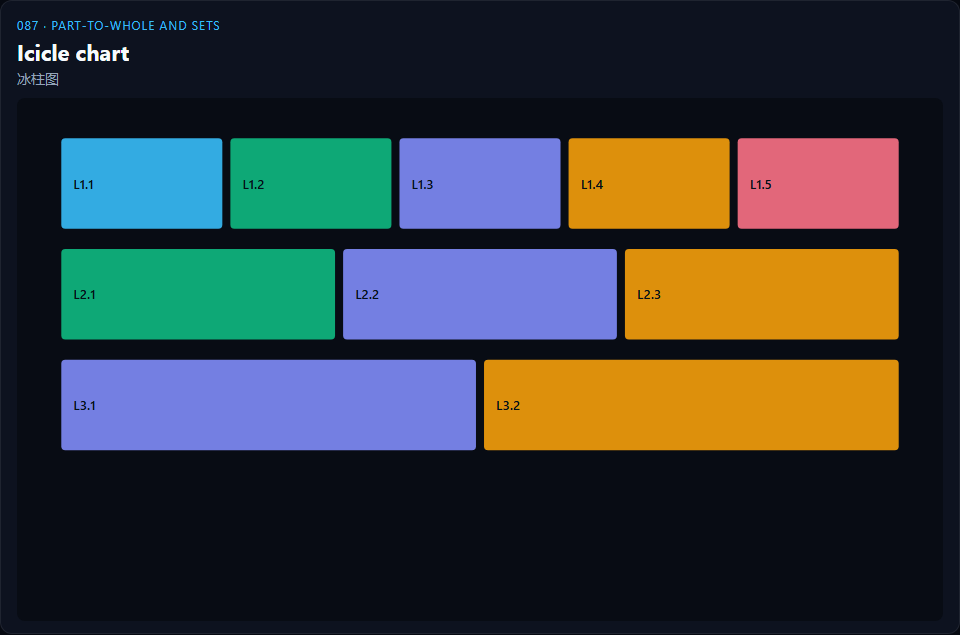 087 · PART-TO-WHOLE AND SETS
Icicle chart
冰柱图
L1.1
L1.2
L1.3
L1.4
L1.5
L2.1
L2.2
L2.3
L3.1
L3.2